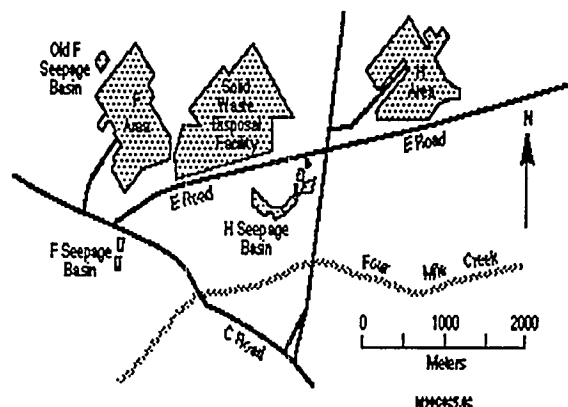 Old F
Seepage
Basin
F
Area
Solid
Waste
Disposal
Facility
H
Area
E Road
N
E Road
H Seepage
Basin
F Seepage
Basin
Four Mile Creek
C Road
0 1000 2000
Meters